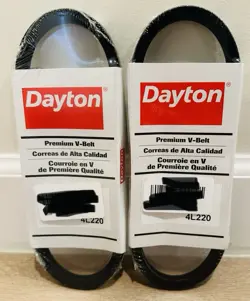 Dayton®
Premium V-Belt
Correas de Alta Calidad
Courroie en V
de Première Qualité
4L220
Dayton®
Premium V-Belt
Correas de Alta Calidad
Courroie en V
de Première Qualité
4L220